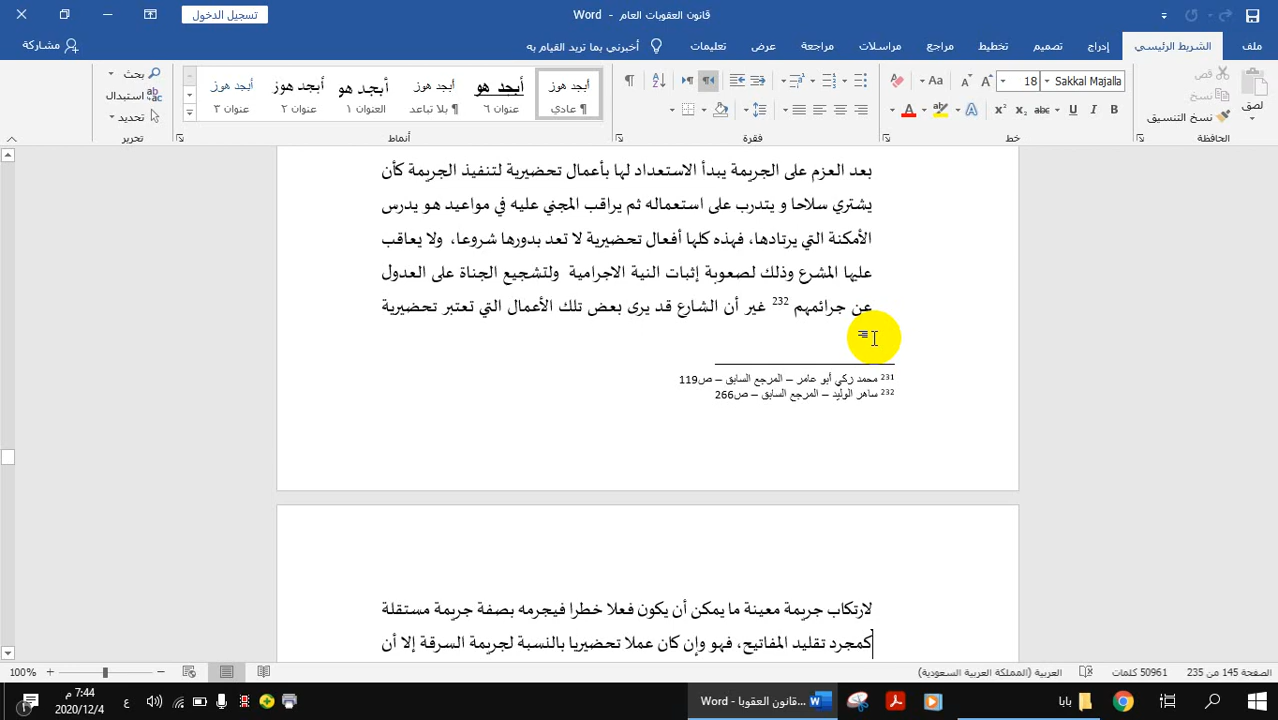 قانون العقوبات العام - Word
تسجيل الدخول
ملف
الشريط الرئيسي
إدراج
تصميم
تخطيط
مراجع
مراسلات
مراجعة
عرض
تعليمات
أخبرني بما تريد القيام به
مشاركة
لصق
قص
نسخ
نسخ التنسيق
الحافظة
Sakkal Majalla
18
خط
فقرة
أبجد هوز
¶ عادي
أبجد هوز
¶ بلا تباعد
أبجد هو
عنوان ٦
أبجد هو
العنوان ١
أبجد هوز
عنوان ٢
أبجد هوز
عنوان ٣
أنماط
بحث
استبدال
تحديد
تحرير
بعد العزم على الجريمة يبدأ الاستعداد لها بأعمال تحضيرية لتنفيذ الجريمة كأن
يشتري سلاحا و يتدرب على استعماله ثم يراقب المجني عليه في مواعيد هو يدرس
الأمكنة التي يرتادها، فهذه كلها أفعال تحضيرية لا تعد بدورها شروعا، ولا يعاقب
عليها المشرع وذلك لصعوبة إثبات النية الاجرامية ولتشجيع الجناة على العدول
عن جرائمهم 232 غير أن الشارع قد يرى بعض تلك الأعمال التي تعتبر تحضيرية
231 محمد زكي أبو عامر – المرجع السابق – ص119
232 ساهر الوليد – المرجع السابق – ص266
لارتكاب جريمة معينة ما يمكن أن يكون فعلا خطرا فيجرمه بصفة جريمة مستقلة
كمجرد تقليد المفاتيح، فهو وإن كان عملا تحضيريا بالنسبة لجريمة السرقة إلا أن
الصفحة 145 من 235
50961 كلمات
العربية (المملكة العربية السعودية)
100%
بابا
قانون العقوبا... - Word
ع
7:44 م
2020/12/4